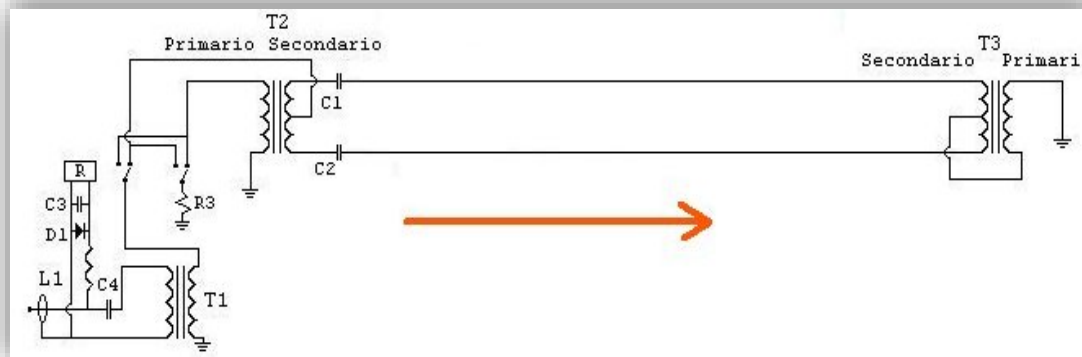 T2
Primario Secondario
T3
Secondario Primari
C1
C2
R
C3
R3
D1
L1
C4
T1